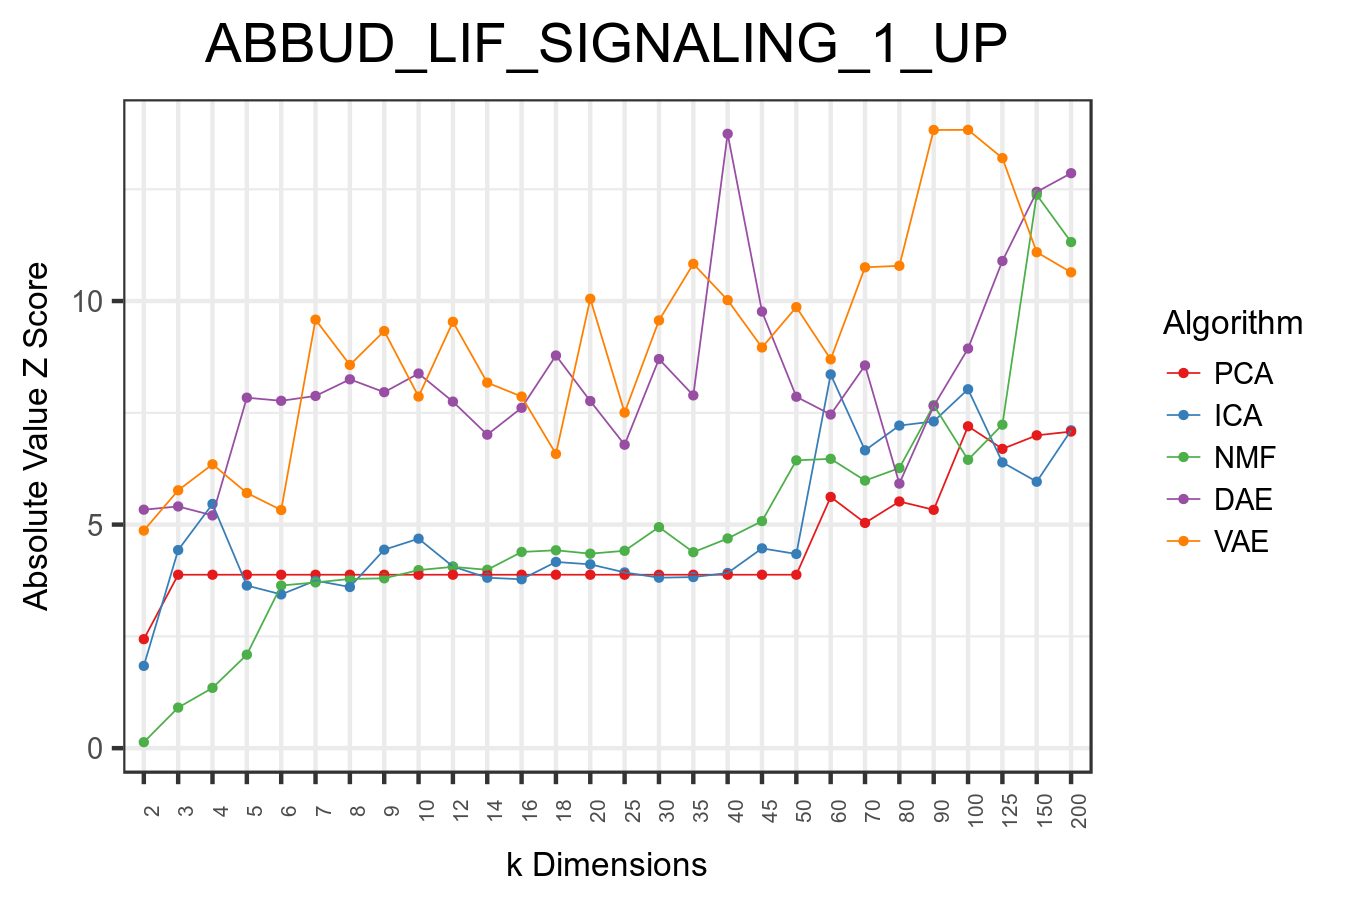 ABBUD_LIF_SIGNALING_1_UP
Absolute Value Z Score
10
5
0
2 3 4 5 6 7 8 9 10 12 14 16 18 20 25 30 35 40 45 50 60 70 80 90 100 125 150 200
k Dimensions
Algorithm
PCA
ICA
NMF
DAE
VAE